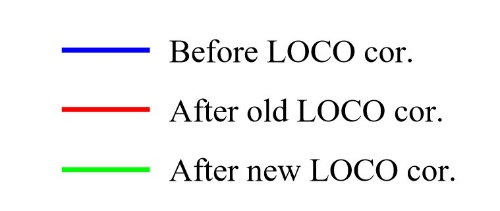 Before LOCO cor.
After old LOCO cor.
After new LOCO cor.